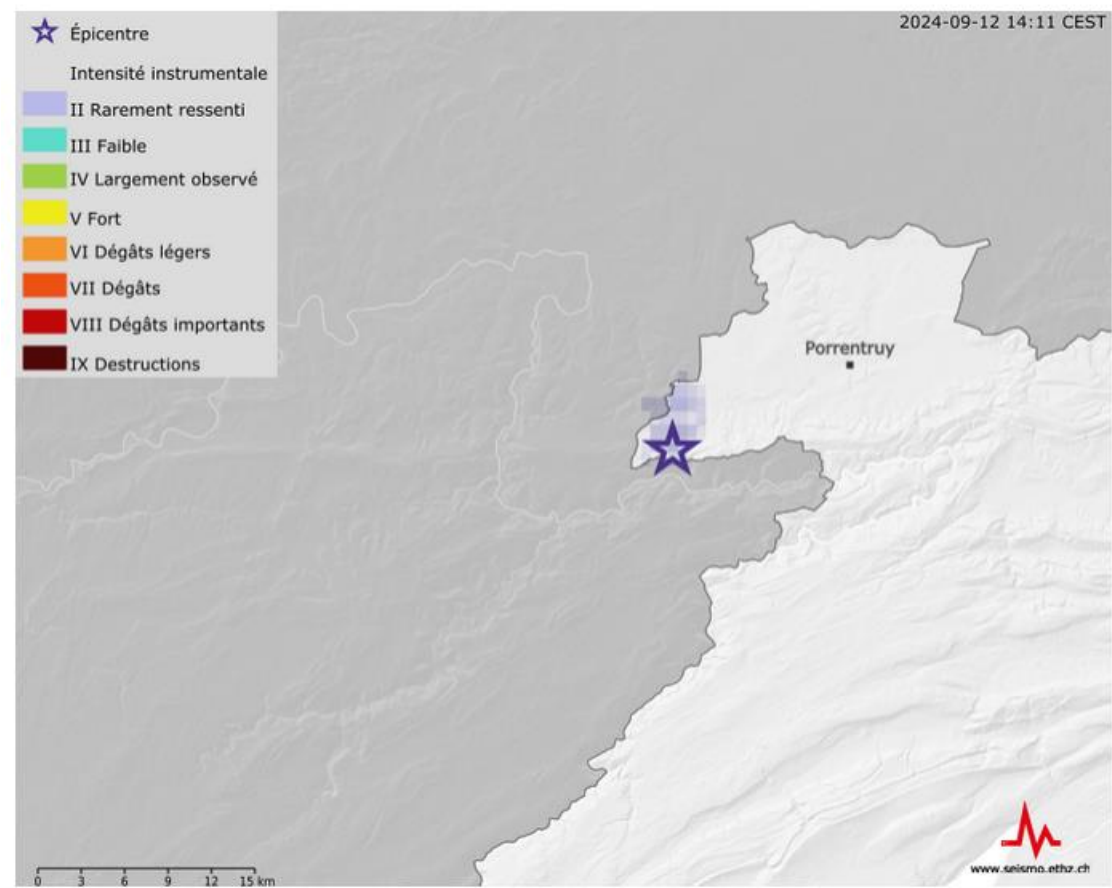 2024-09-12 14:11 CEST
Épicentre
Intensité instrumentale
II Rarement ressenti
III Faible
IV Largement observé
V Fort
VI Dégâts légers
VII Dégâts
VIII Dégâts importants
IX Destructions
Porrentruy
0 3 6 9 12 15 km
www.seismo.ethz.ch